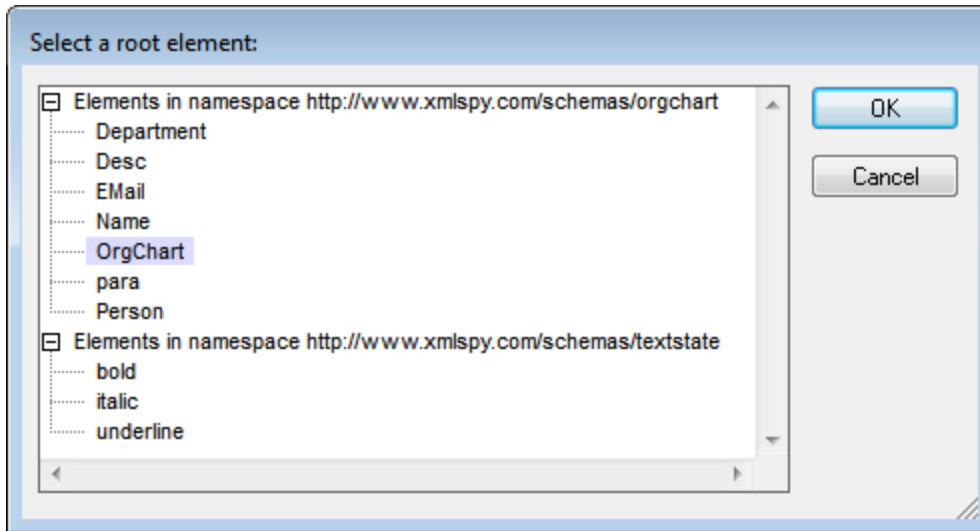 Select a root element:
Elements in namespace http://www.xmlspy.com/schemas/orgchart
Department
Desc
EMail
Name
OrgChart
para
Person
Elements in namespace http://www.xmlspy.com/schemas/textstate
bold
italic
underline
OK
Cancel